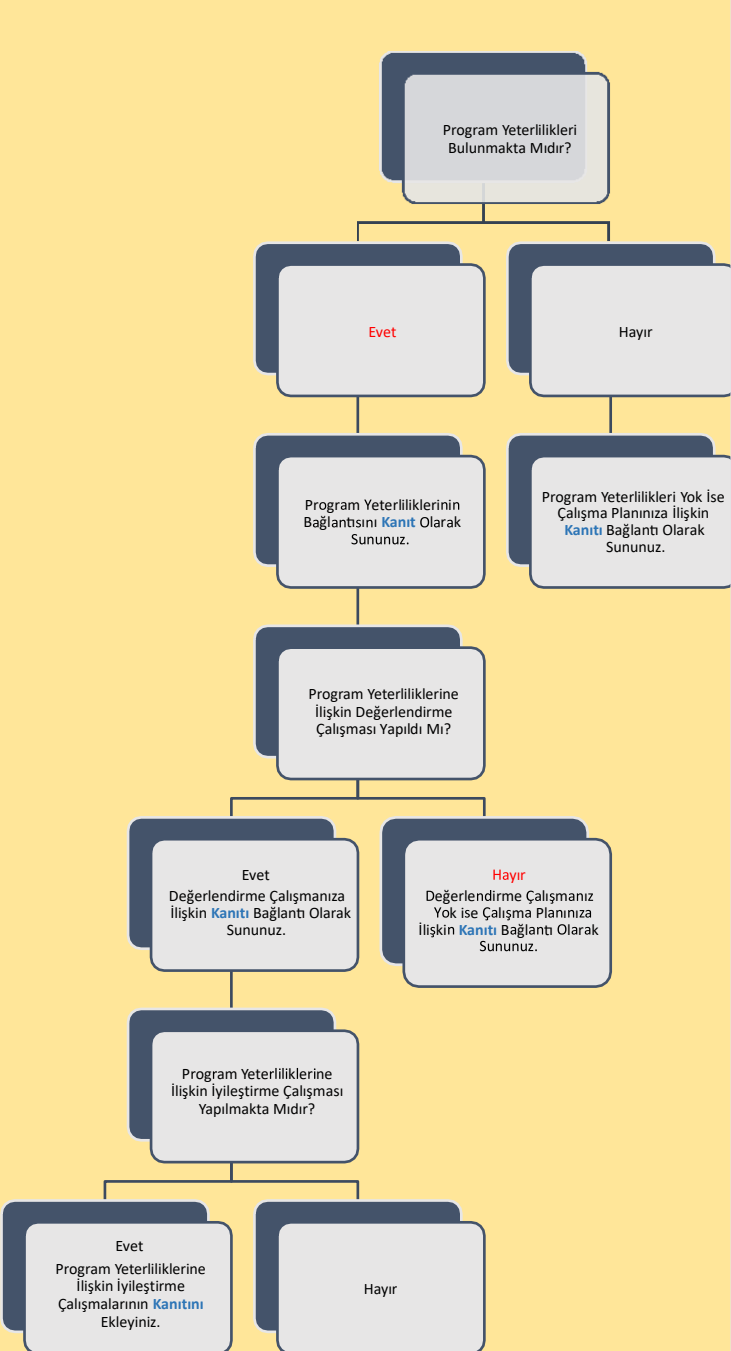 Program Yeterlilikleri
Bulunmakta Mıdır?
Evet
Hayır
Program Yeterliliklerinin
Bağlantısını Kanıt Olarak
Sununuz.
Program Yeterlilikleri Yok İse
Çalışma Planınıza İlişkin
Kanıtı Bağlantı Olarak
Sununuz.
Program Yeterliliklerine
İlişkin Değerlendirme
Çalışması Yapıldı Mı?
Evet
Değerlendirme Çalışmanıza
İlişkin Kanıtı Bağlantı Olarak
Sununuz.
Hayır
Değerlendirme Çalışmanız
Yok ise Çalışma Planınıza
İlişkin Kanıtı Bağlantı Olarak
Sununuz.
Program Yeterliliklerine
İlişkin İyileştirme Çalışması
Yapılmakta Mıdır?
Evet
Program Yeterliliklerine
İlişkin İyileştirme
Çalışmalarının Kanıtını
Ekleyiniz.
Hayır